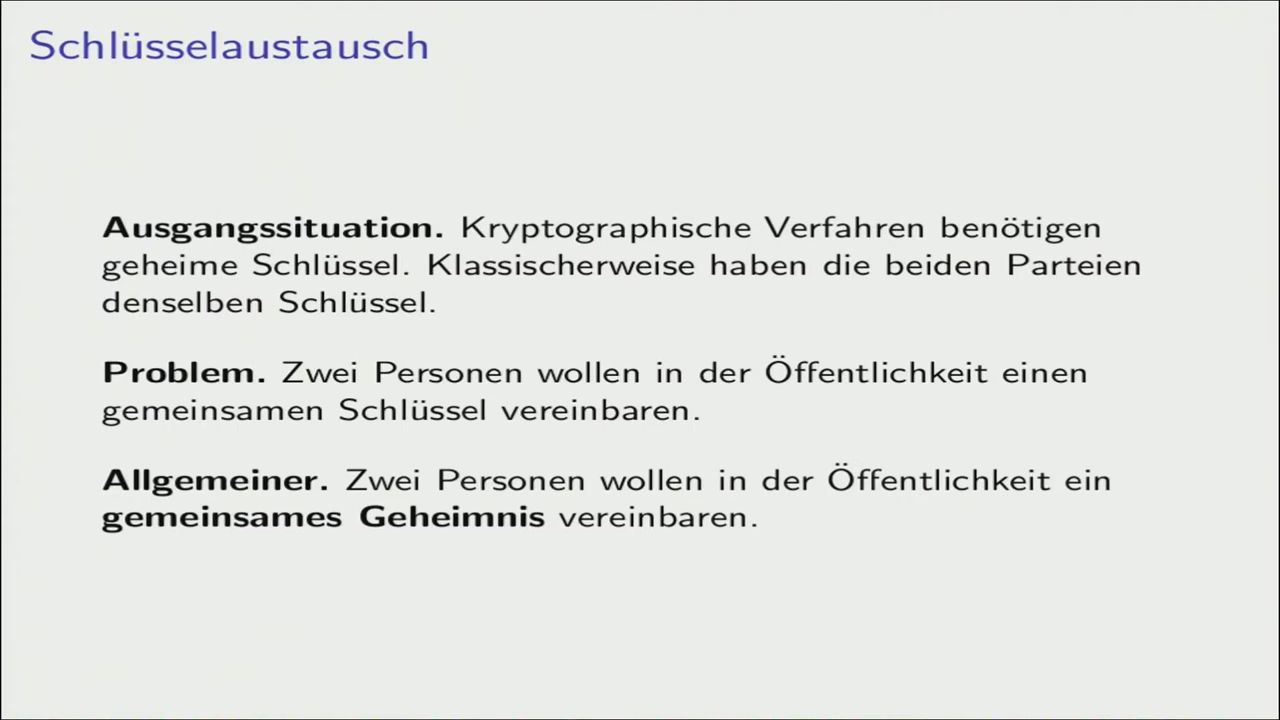 Schlüsselaustausch
Ausgangssituation. Kryptographische Verfahren benötigen
geheime Schlüssel. Klassischerweise haben die beiden Parteien
denselben Schlüssel.
Problem. Zwei Personen wollen in der Öffentlichkeit einen
gemeinsamen Schlüssel vereinbaren.
Allgemeiner. Zwei Personen wollen in der Öffentlichkeit ein
gemeinsames Geheimnis vereinbaren.